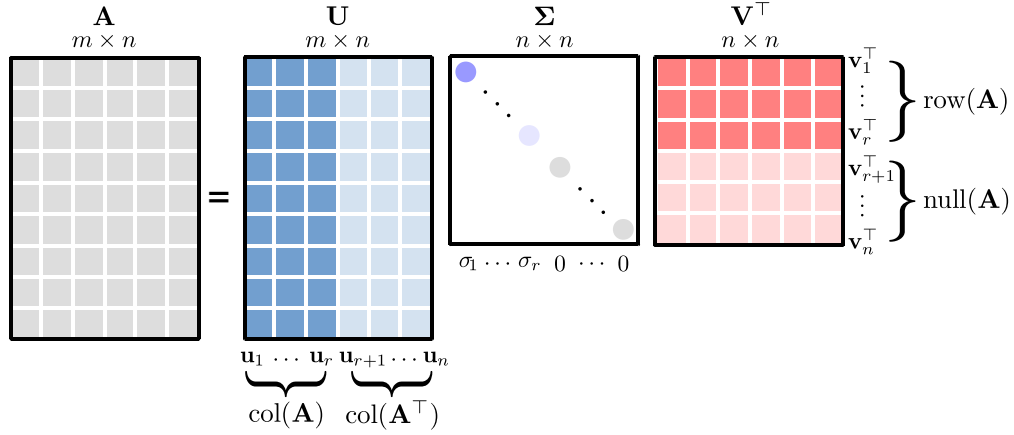 A U Σ V⊤
m × n m × n n × n n × n
=
v₁⊤
⋮
vᵣ⊤
row(A)
vᵣ₊₁⊤
⋮
vₙ⊤
null(A)
σ₁ ⋯ σᵣ 0 ⋯ 0
u₁ … uᵣ uᵣ₊₁ … uₙ
col(A) col(A⊤)